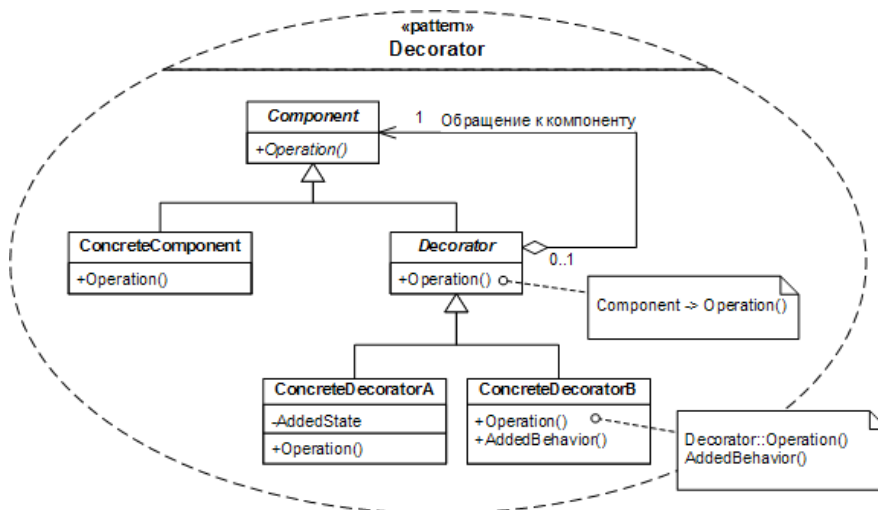 «pattern»
Decorator
Component
+Operation()
1 Обращение к компоненту
ConcreteComponent
+Operation()
Decorator
+Operation()
0..1
Component -> Operation()
ConcreteDecoratorA
-AddedState
+Operation()
ConcreteDecoratorB
+Operation()
+AddedBehavior()
Decorator::Operation()
AddedBehavior()